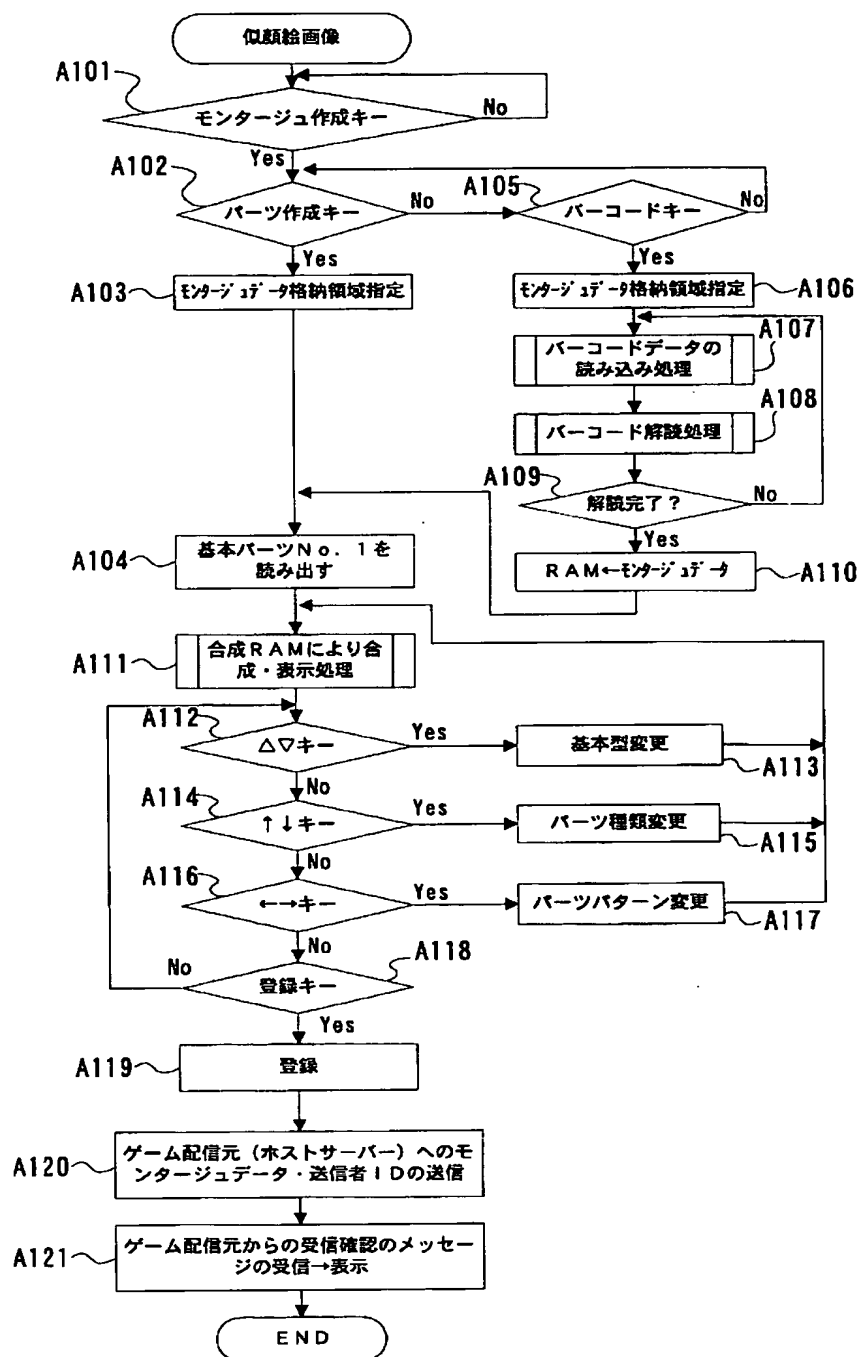 似顔絵画像
A101
モンタージュ作成キー
No
Yes
A102
パーツ作成キー
No
A105
バーコードキー
No
Yes
Yes
A103
モンタージュデータ格納領域指定
モンタージュデータ格納領域指定
A106
A107
バーコードデータの
読み込み処理
A108
バーコード解読処理
A109
解読完了?
No
Yes
A104
基本パーツNo.1を
読み出す
RAM←モンタージュデータ
A110
A111
合成RAMにより合
成・表示処理
A112
△▽キー
Yes
基本型変更
A113
No
A114
↑↓キー
Yes
パーツ種類変更
A115
No
A116
←→キー
Yes
パーツパターン変更
A117
No
A118
No
登録キー
Yes
A119
登録
A120
ゲーム配信元(ホストサーバー)へのモ
ンタージュデータ・送信者IDの送信
A121
ゲーム配信元からの受信確認のメッセー
ジの受信→表示
END